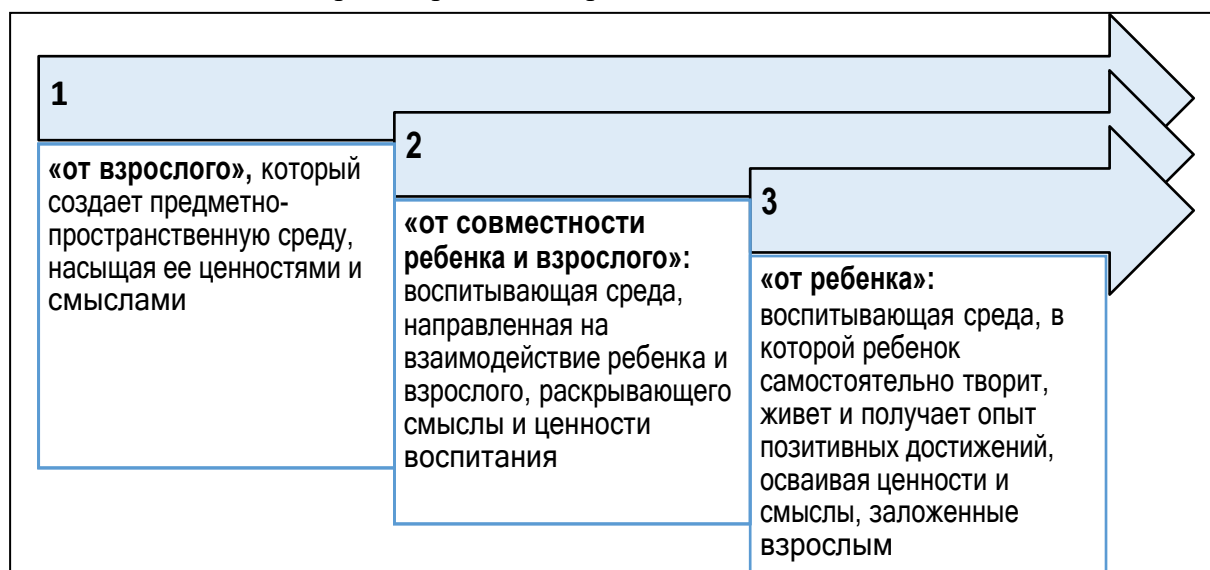 1
«от взрослого», который
создает предметно-
пространственную среду,
насыщая ее ценностями и
смыслами
2
«от совместности
ребенка и взрослого»:
воспитывающая среда,
направленная на
взаимодействие ребенка и
взрослого, раскрывающего
смыслы и ценности
воспитания
3
«от ребенка»:
воспитывающая среда, в
которой ребенок
самостоятельно творит,
живет и получает опыт
позитивных достижений,
осваивая ценности и
смыслы, заложенные
взрослым